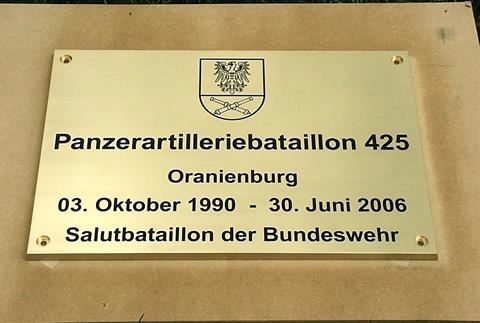 Panzerartilleriebataillon 425
Oranienburg
03. Oktober 1990 - 30. Juni 2006
Salutbataillon der Bundeswehr